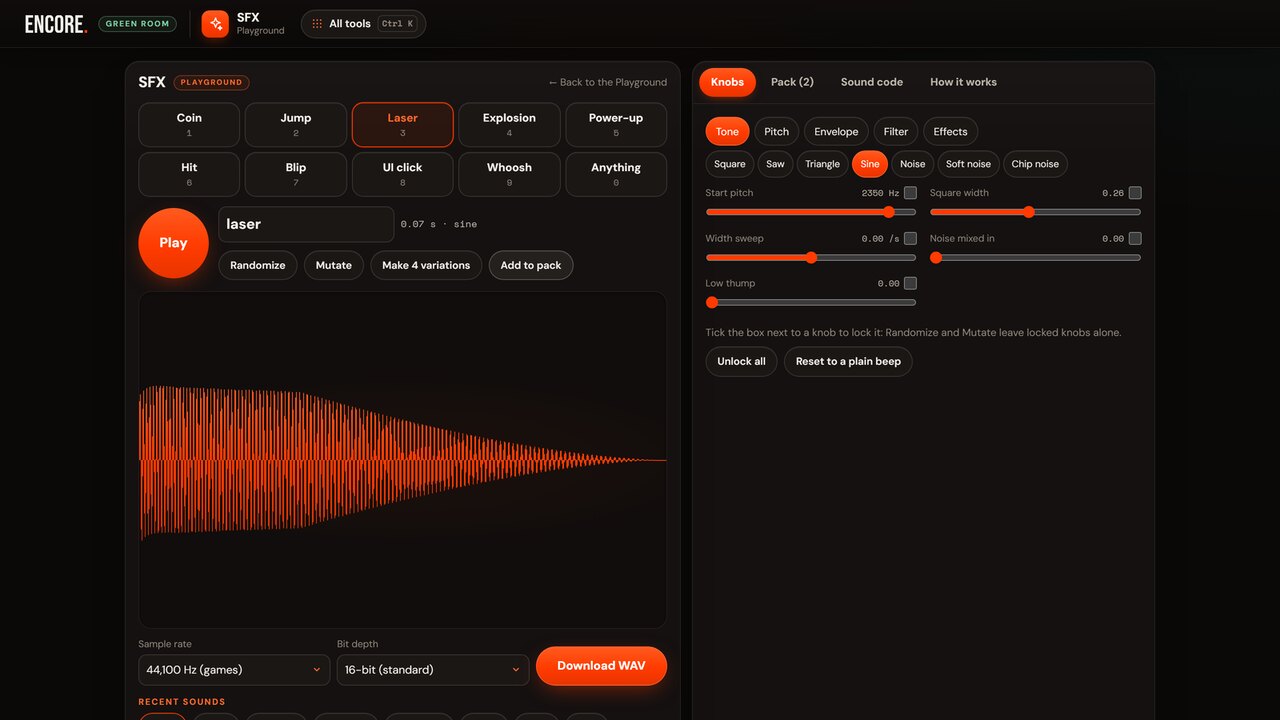 ENCORE. GREEN ROOM SFX Playground All tools Ctrl K
SFX PLAYGROUND ← Back to the Playground
Coin 1 Jump 2 Laser 3 Explosion 4 Power-up 5
Hit 6 Blip 7 UI click 8 Whoosh 9 Anything 0
Play laser 0.07 s · sine
Randomize Mutate Make 4 variations Add to pack
Sample rate Bit depth
44,100 Hz (games) 16-bit (standard) Download WAV
RECENT SOUNDS
Knobs Pack (2) Sound code How it works
Tone Pitch Envelope Filter Effects
Square Saw Triangle Sine Noise Soft noise Chip noise
Start pitch 2350 Hz Square width 0.26
Width sweep 0.00 /s Noise mixed in 0.00
Low thump 0.00
Tick the box next to a knob to lock it: Randomize and Mutate leave locked knobs alone.
Unlock all Reset to a plain beep